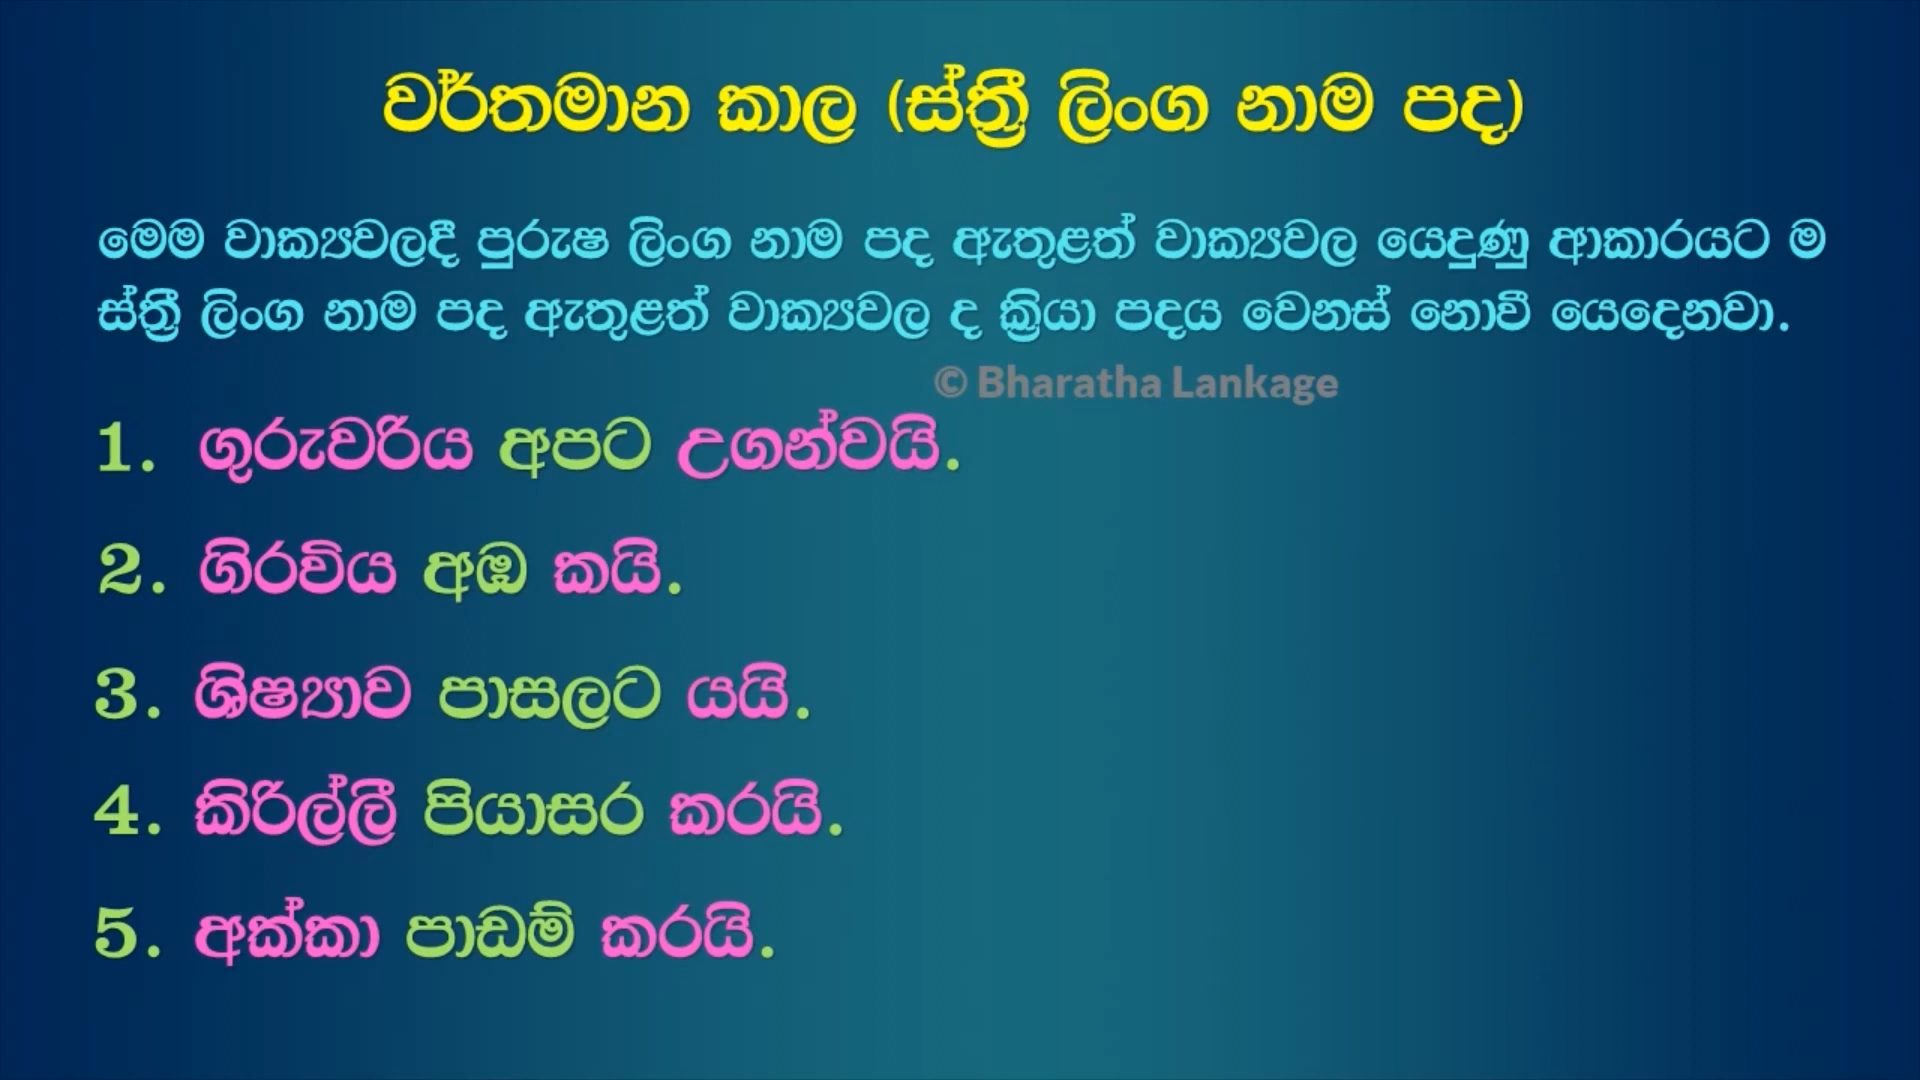 වර්තමාන කාල (ස්ත්‍රී ලිංග නාම පද)
මෙම වාක්‍යවලදී පුරුෂ ලිංග නාම පද ඇතුළත් වාක්‍යවල යෙදුණු ආකාරයට ම
ස්ත්‍රී ලිංග නාම පද ඇතුළත් වාක්‍යවල ද ක්‍රියා පදය වෙනස් නොවී යෙදෙනවා.
© Bharatha Lankage
1. ගුරුවරිය අපට උගන්වයි.
2. ගිරවිය අඹ කයි.
3. ශිෂ්‍යාව පාසලට යයි.
4. කිරිල්ලී පියාසර කරයි.
5. අක්කා පාඩම් කරයි.